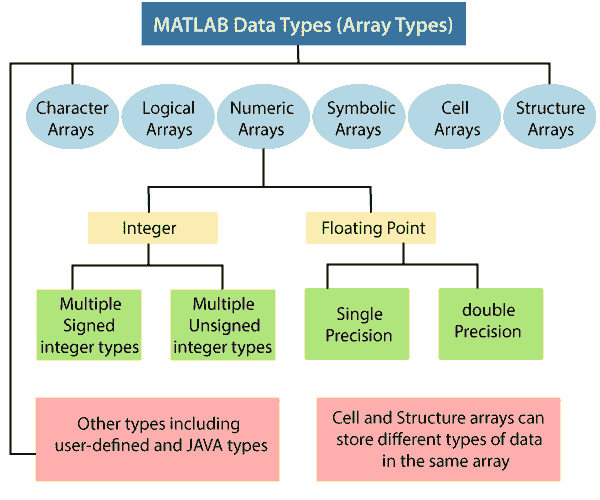 MATLAB Data Types (Array Types)
Character
Arrays
Logical
Arrays
Numeric
Arrays
Symbolic
Arrays
Cell
Arrays
Structure
Arrays
Integer
Floating Point
Multiple
Signed
integer types
Multiple
Unsigned
integer types
Single
Precision
double
Precision
Other types including
user-defined and JAVA types
Cell and Structure arrays can
store different types of data
in the same array